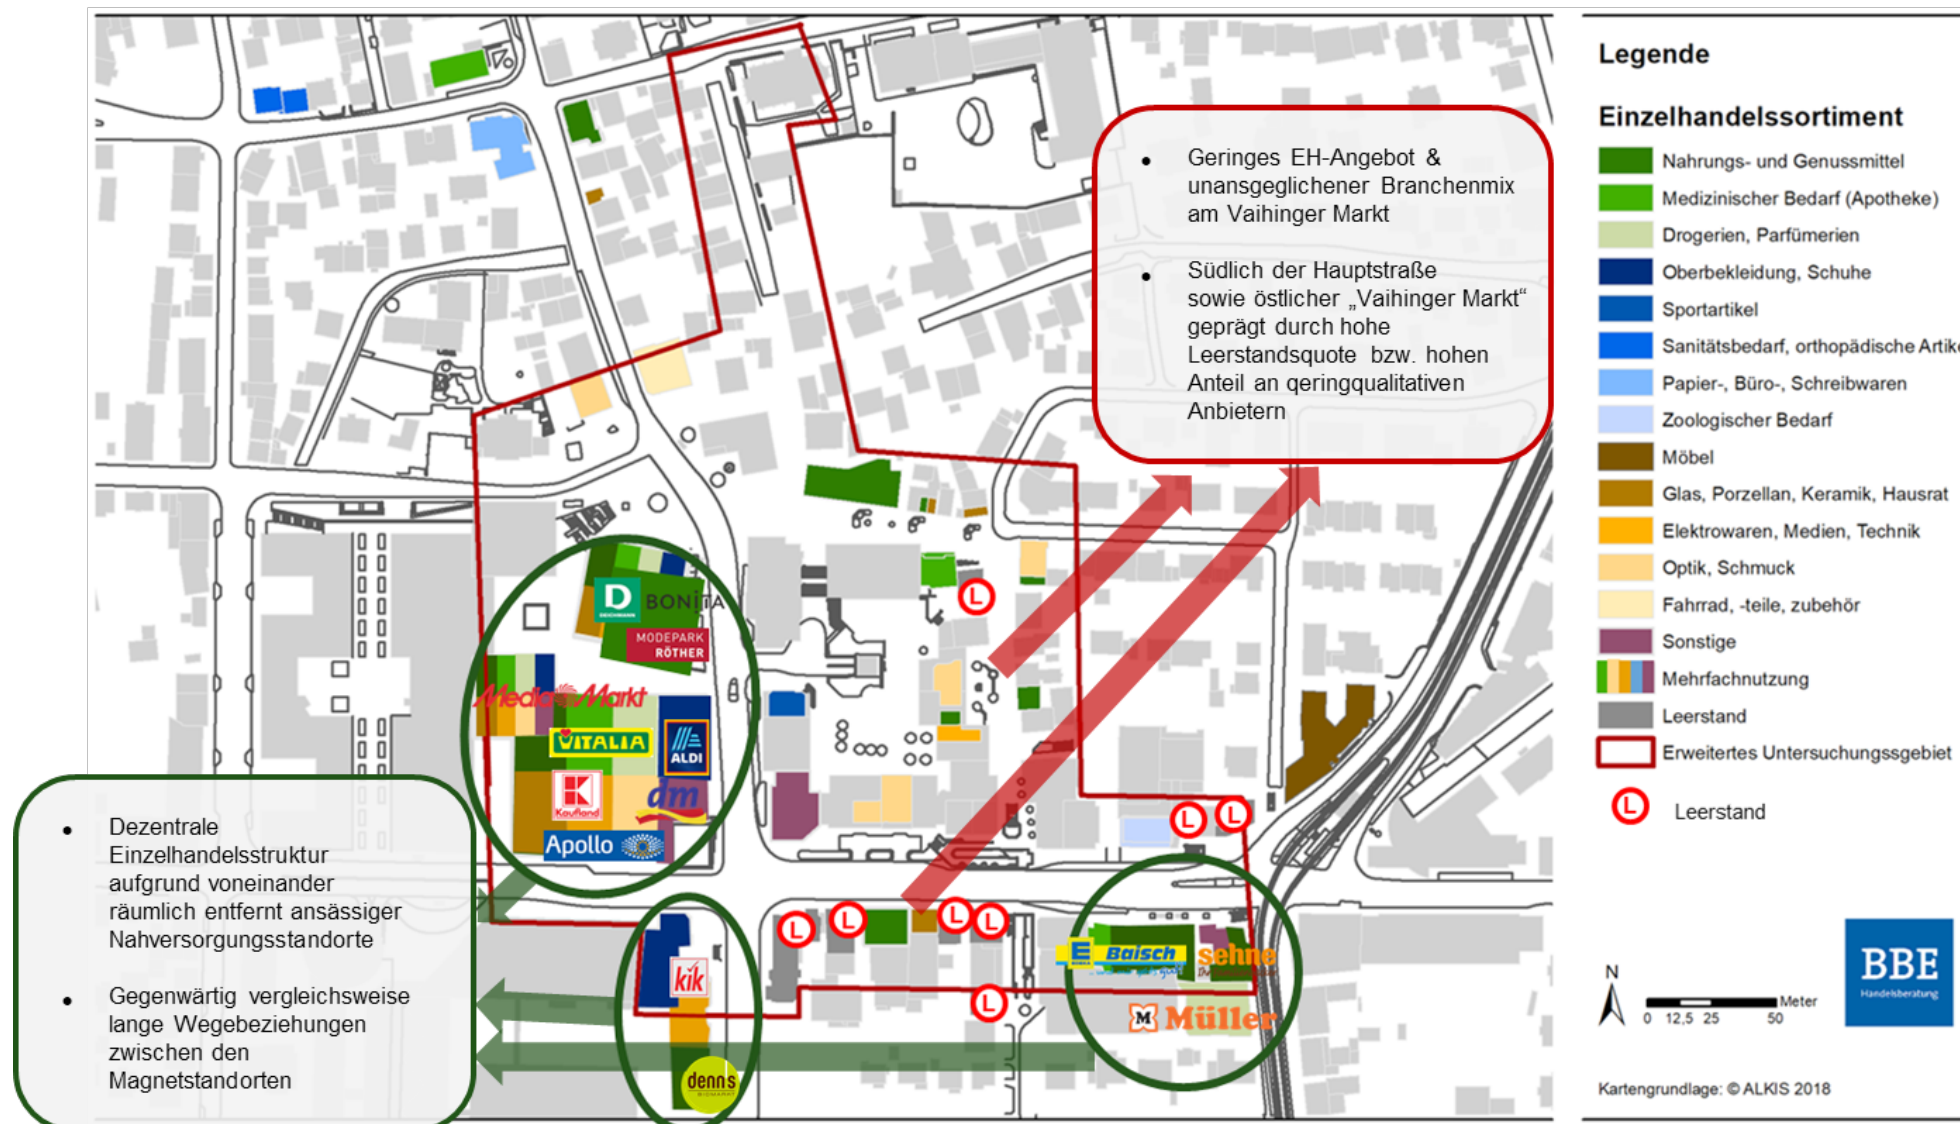 Legende
Einzelhandelssortiment
Nahrungs- und Genussmittel
Medizinischer Bedarf (Apotheke)
Drogerien, Parfümerien
Oberbekleidung, Schuhe
Sportartikel
Sanitätsbedarf, orthopädische Artike
Papier-, Büro-, Schreibwaren
Zoologischer Bedarf
Möbel
Glas, Porzellan, Keramik, Hausrat
Elektrowaren, Medien, Technik
Optik, Schmuck
Fahrrad, -teile, zubehör
Sonstige
Mehrfachnutzung
Leerstand
Erweitertes Untersuchungssgebiet
L Leerstand
• Geringes EH-Angebot &
unansgeglichener Branchenmix
am Vaihinger Markt
• Südlich der Hauptstraße
sowie östlicher „Vaihinger Markt“
geprägt durch hohe
Leerstandsquote bzw. hohen
Anteil an qeringqualitativen
Anbietern
D
DEICHMANN
BONiTA
MODEPARK
RÖTHER
L
MediaMarkt
VITALIA
ALDI
K
Kaufland
dm
Apollo
L
L
• Dezentrale
Einzelhandelsstruktur
aufgrund voneinander
räumlich entfernt ansässiger
Nahversorgungsstandorte
• Gegenwärtig vergleichsweise
lange Wegebeziehungen
zwischen den
Magnetstandorten
L
L
L
L
L
kik
denn's
BIOMARKT
E
Baisch
sehne
M Müller
BBE
Handelsberatung
N
Meter
0 12,5 25 50
Kartengrundlage: © ALKIS 2018